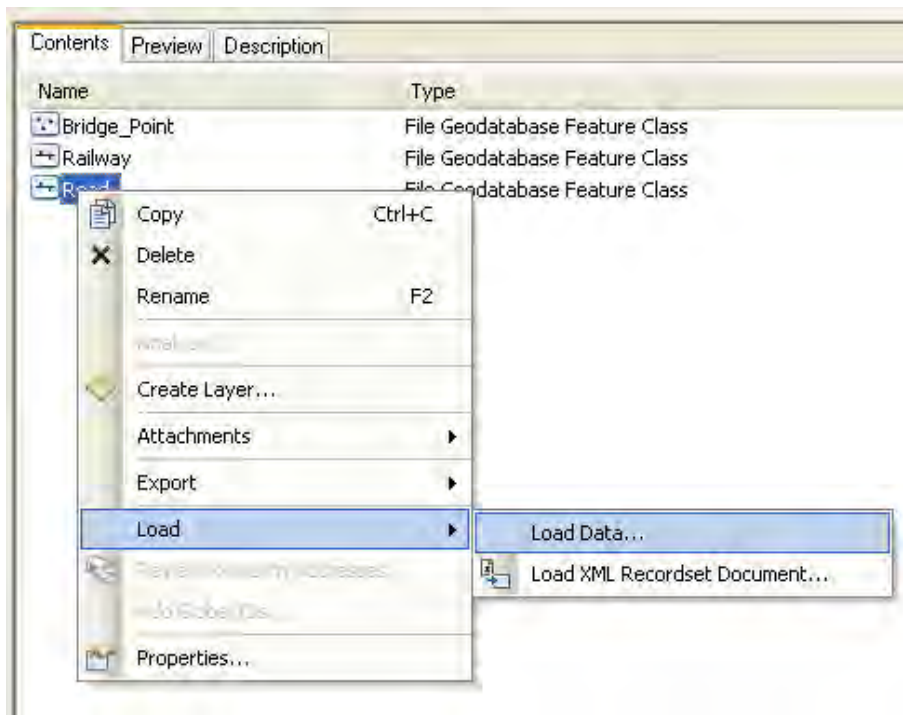 Contents Preview Description
Name Type
Bridge_Point File Geodatabase Feature Class
Railway File Geodatabase Feature Class
Road File Geodatabase Feature Class
Copy Ctrl+C
Delete
Rename F2
Create Layer...
Attachments
Export
Load Load Data...
Load XML Recordset Document...
Properties...